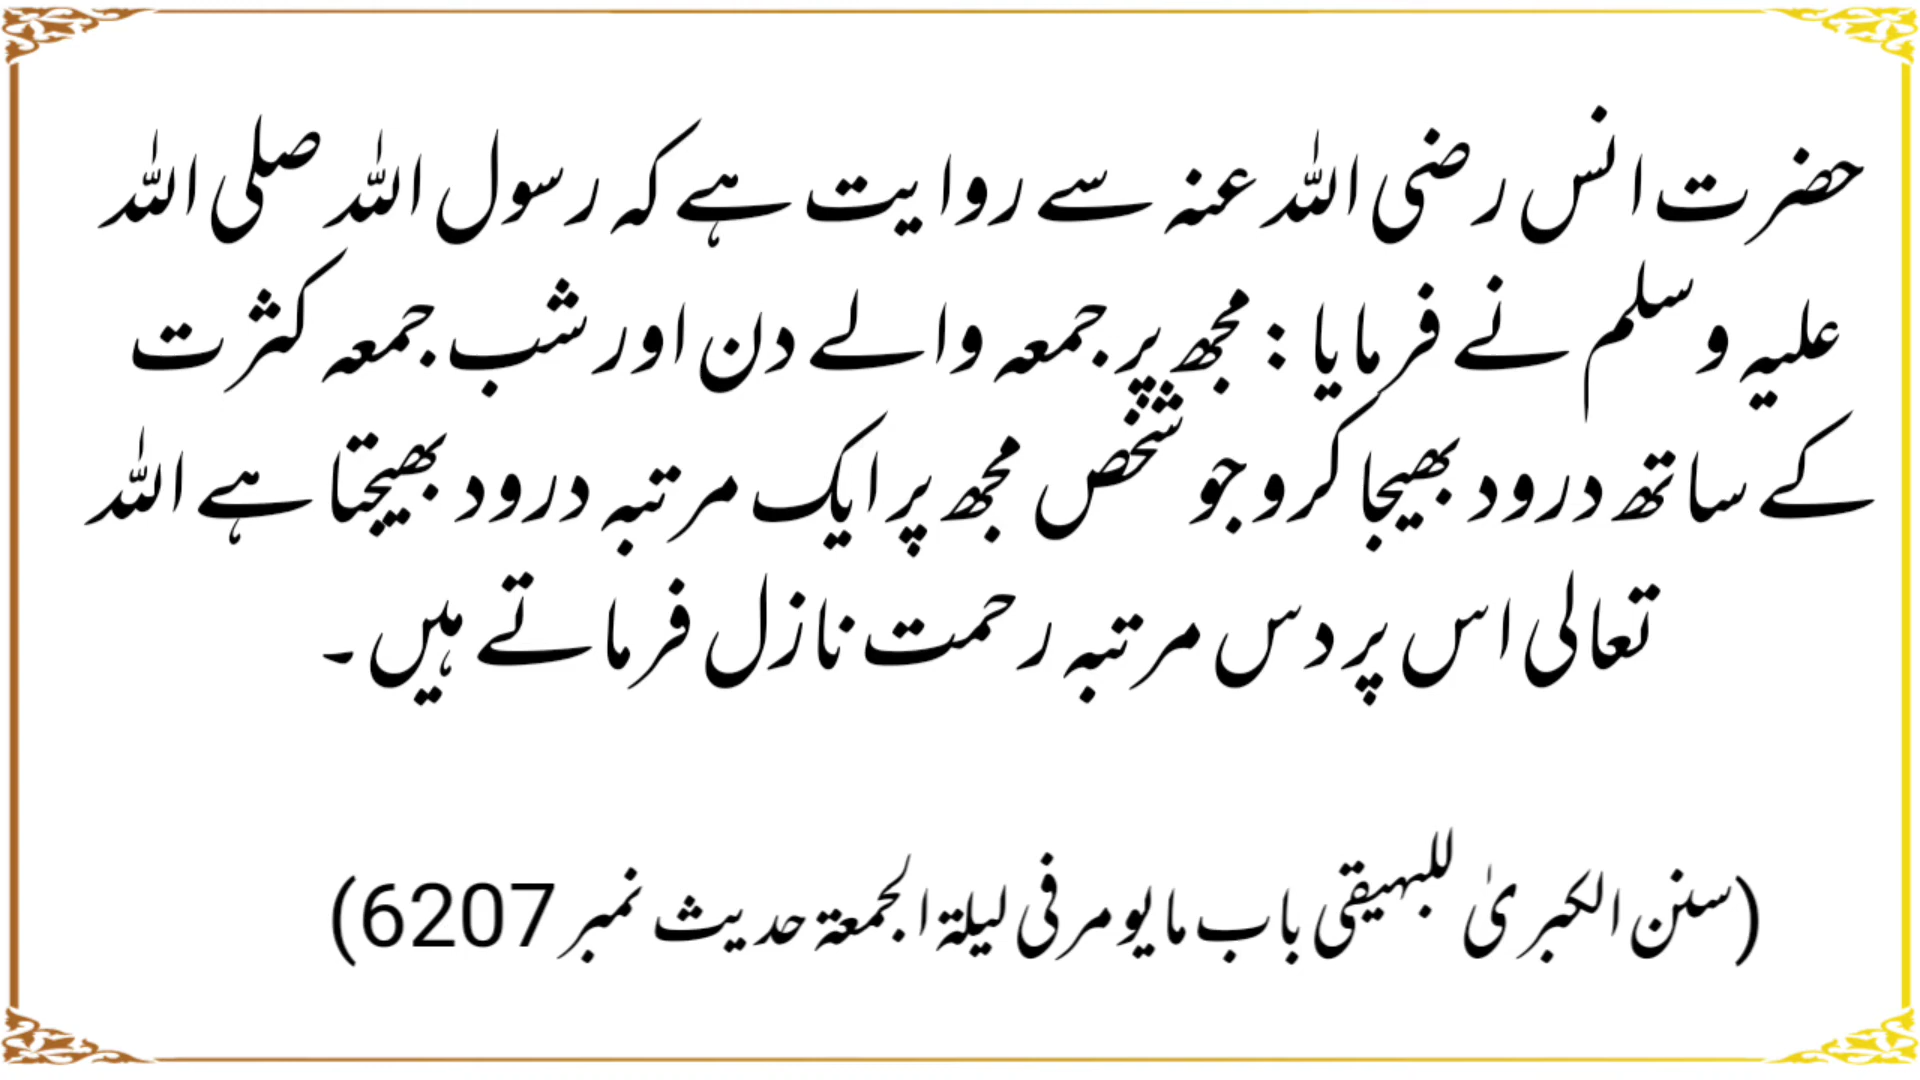 حضرت انس رضی اللہ عنہ سے روایت ہے کہ رسول اللہ صلی اللہ
علیہ وسلم نے فرمایا : مجھ پر جمعہ والے دن اور شب جمعہ کثرت
کے ساتھ درود بھیجا کرو جو شخص مجھ پر ایک مرتبہ درود بھیجتا ہے اللہ
تعالی اس پر دس مرتبہ رحمت نازل فرماتے ہیں۔
(سنن الکبریٰ للبہیقی باب ما یومر فی لیلۃ الجمعۃ حدیث نمبر 6207)